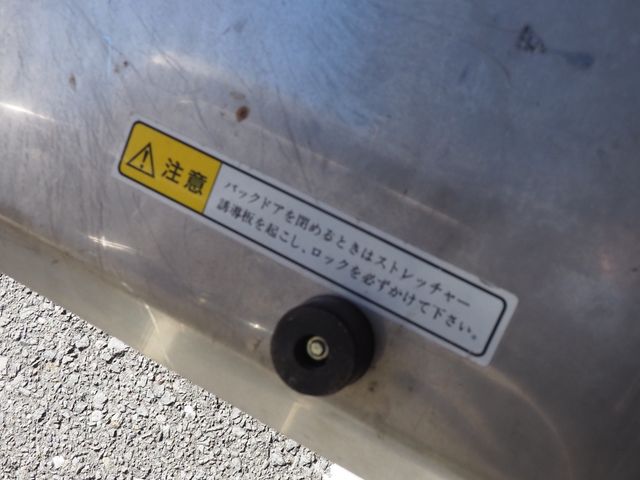 注意
バックドアを閉めるときはストレッチャー
誘導板を起こし、ロックを必ずかけて下さい。